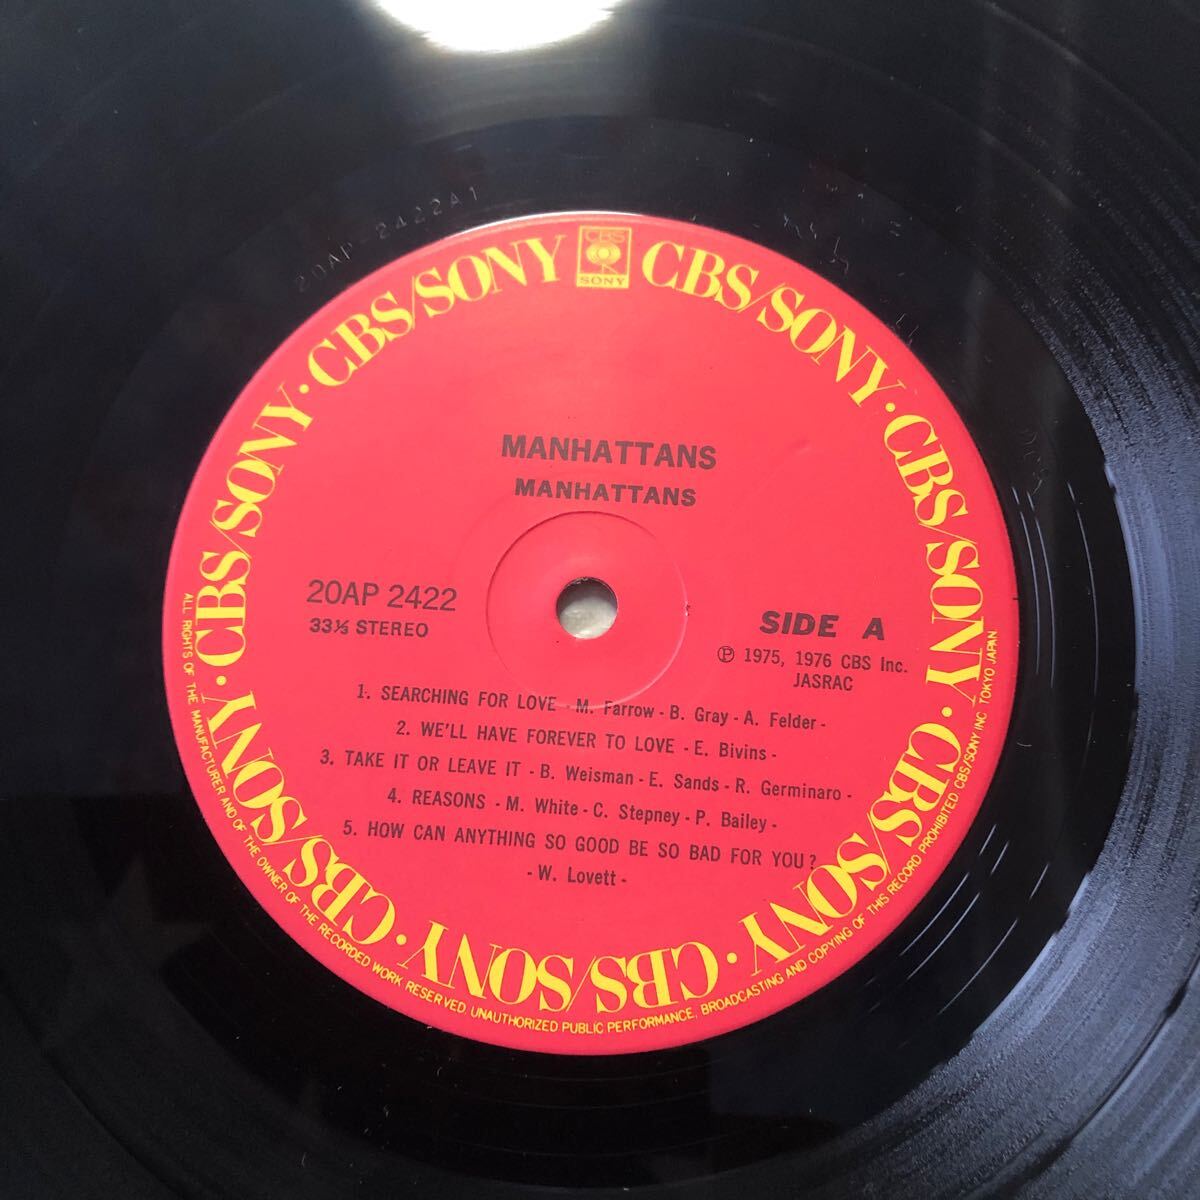 20AP-2422A1
CBS
SONY
CBS/SONY · CBS/SONY · CBS/SONY · CBS/SONY · CBS/SONY · CBS/SONY · CBS/SONY · CBS/SONY · CBS/SONY · CBS/SONY
MANHATTANS
MANHATTANS
20AP 2422
33⅓ STEREO
SIDE A
Ⓟ 1975, 1976 CBS Inc.
JASRAC
1. SEARCHING FOR LOVE - M. Farrow - B. Gray - A. Felder -
2. WE'LL HAVE FOREVER TO LOVE - E. Bivins -
3. TAKE IT OR LEAVE IT - B. Weisman - E. Sands - R. Germinaro -
4. REASONS - M. White - C. Stepney - P. Bailey -
5. HOW CAN ANYTHING SO GOOD BE SO BAD FOR YOU?
- W. Lovett -
ALL RIGHTS OF THE MANUFACTURER AND OF THE OWNER OF THE RECORDED WORK RESERVED. UNAUTHORIZED PUBLIC PERFORMANCE, BROADCASTING AND COPYING OF THIS RECORD PROHIBITED. CBS/SONY INC. TOKYO JAPAN